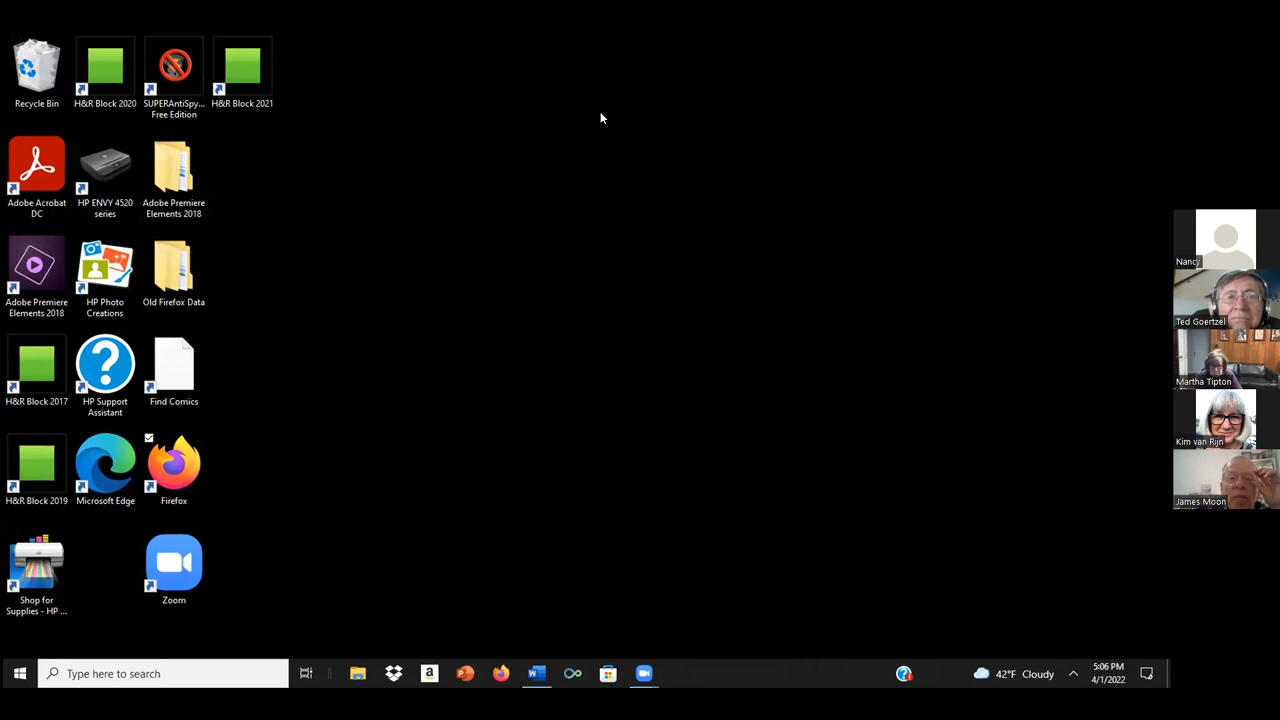 Recycle Bin
H&R Block 2020
SUPERAntiSpy...
Free Edition
H&R Block 2021
Adobe Acrobat
DC
HP ENVY 4520
series
Adobe Premiere
Elements 2018
Adobe Premiere
Elements 2018
HP Photo
Creations
Old Firefox Data
H&R Block 2017
HP Support
Assistant
Find Comics
H&R Block 2019
Microsoft Edge
Firefox
Shop for
Supplies - HP ...
Zoom
Nancy
Ted Goertzel
Martha Tipton
Kim van Rijn
James Moon
Type here to search
42°F Cloudy
5:06 PM
4/1/2022